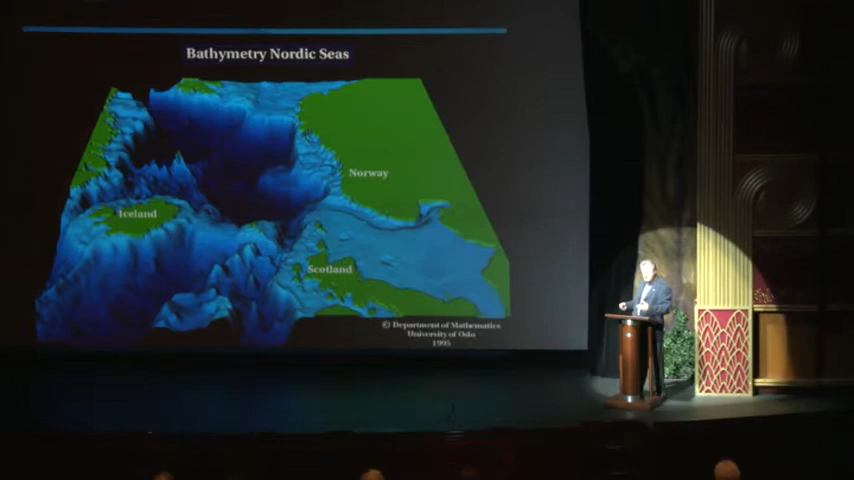 Bathymetry Nordic Seas
Norway
Iceland
Scotland
© Department of Mathematics
University of Oslo
1995